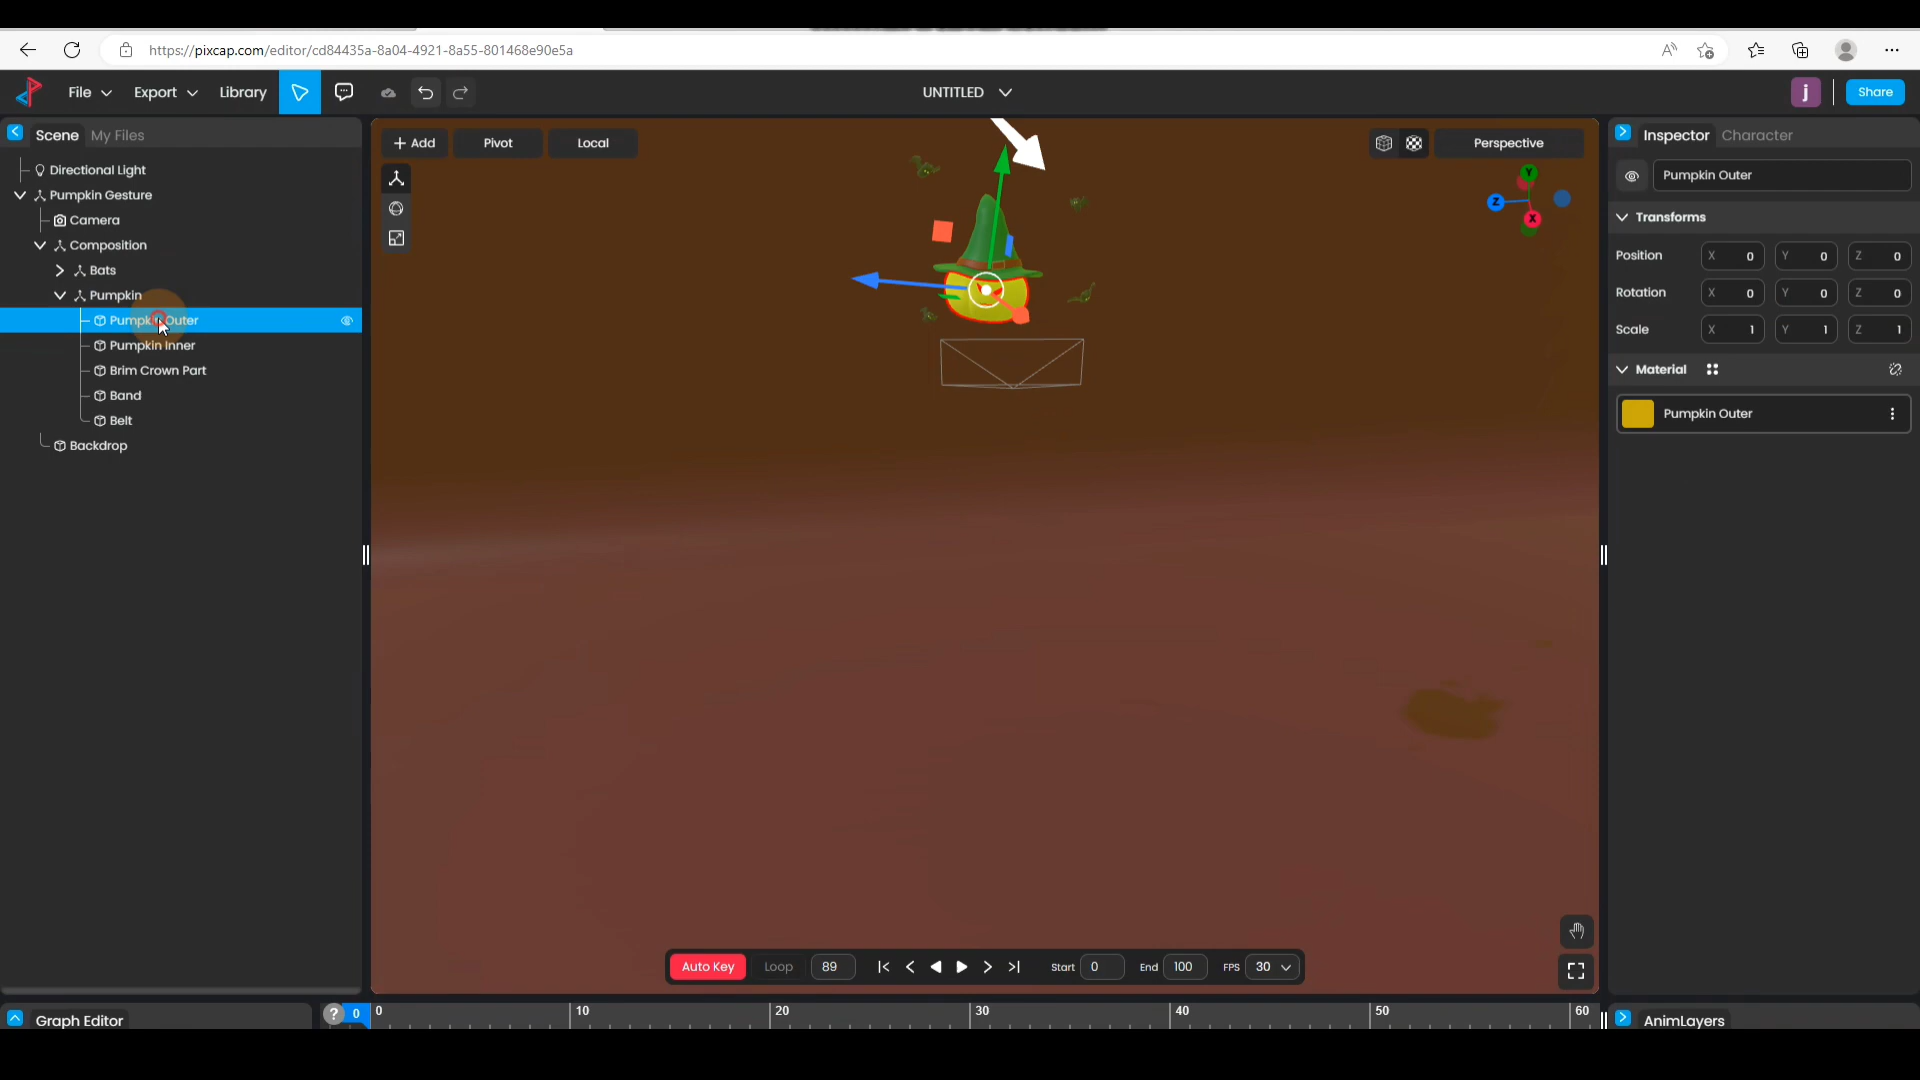 https://pixcap.com/editor/cd84435a-8a04-4921-8a55-801468e90e5a
File
Export
Library
UNTITLED
j
Share
Scene
My Files
Directional Light
Pumpkin Gesture
Camera
Composition
Bats
Pumpkin
Pumpkin Outer
Pumpkin Inner
Brim Crown Part
Band
Belt
Backdrop
+ Add
Pivot
Local
Perspective
Y
Z
X
Inspector
Character
Pumpkin Outer
Transforms
Position X 0 Y 0 Z 0
Rotation X 0 Y 0 Z 0
Scale X 1 Y 1 Z 1
Material
Pumpkin Outer
Auto Key
Loop
89
Start 0
End 100
FPS 30
Graph Editor
? 0
0 10 20 30 40 50 60
AnimLayers